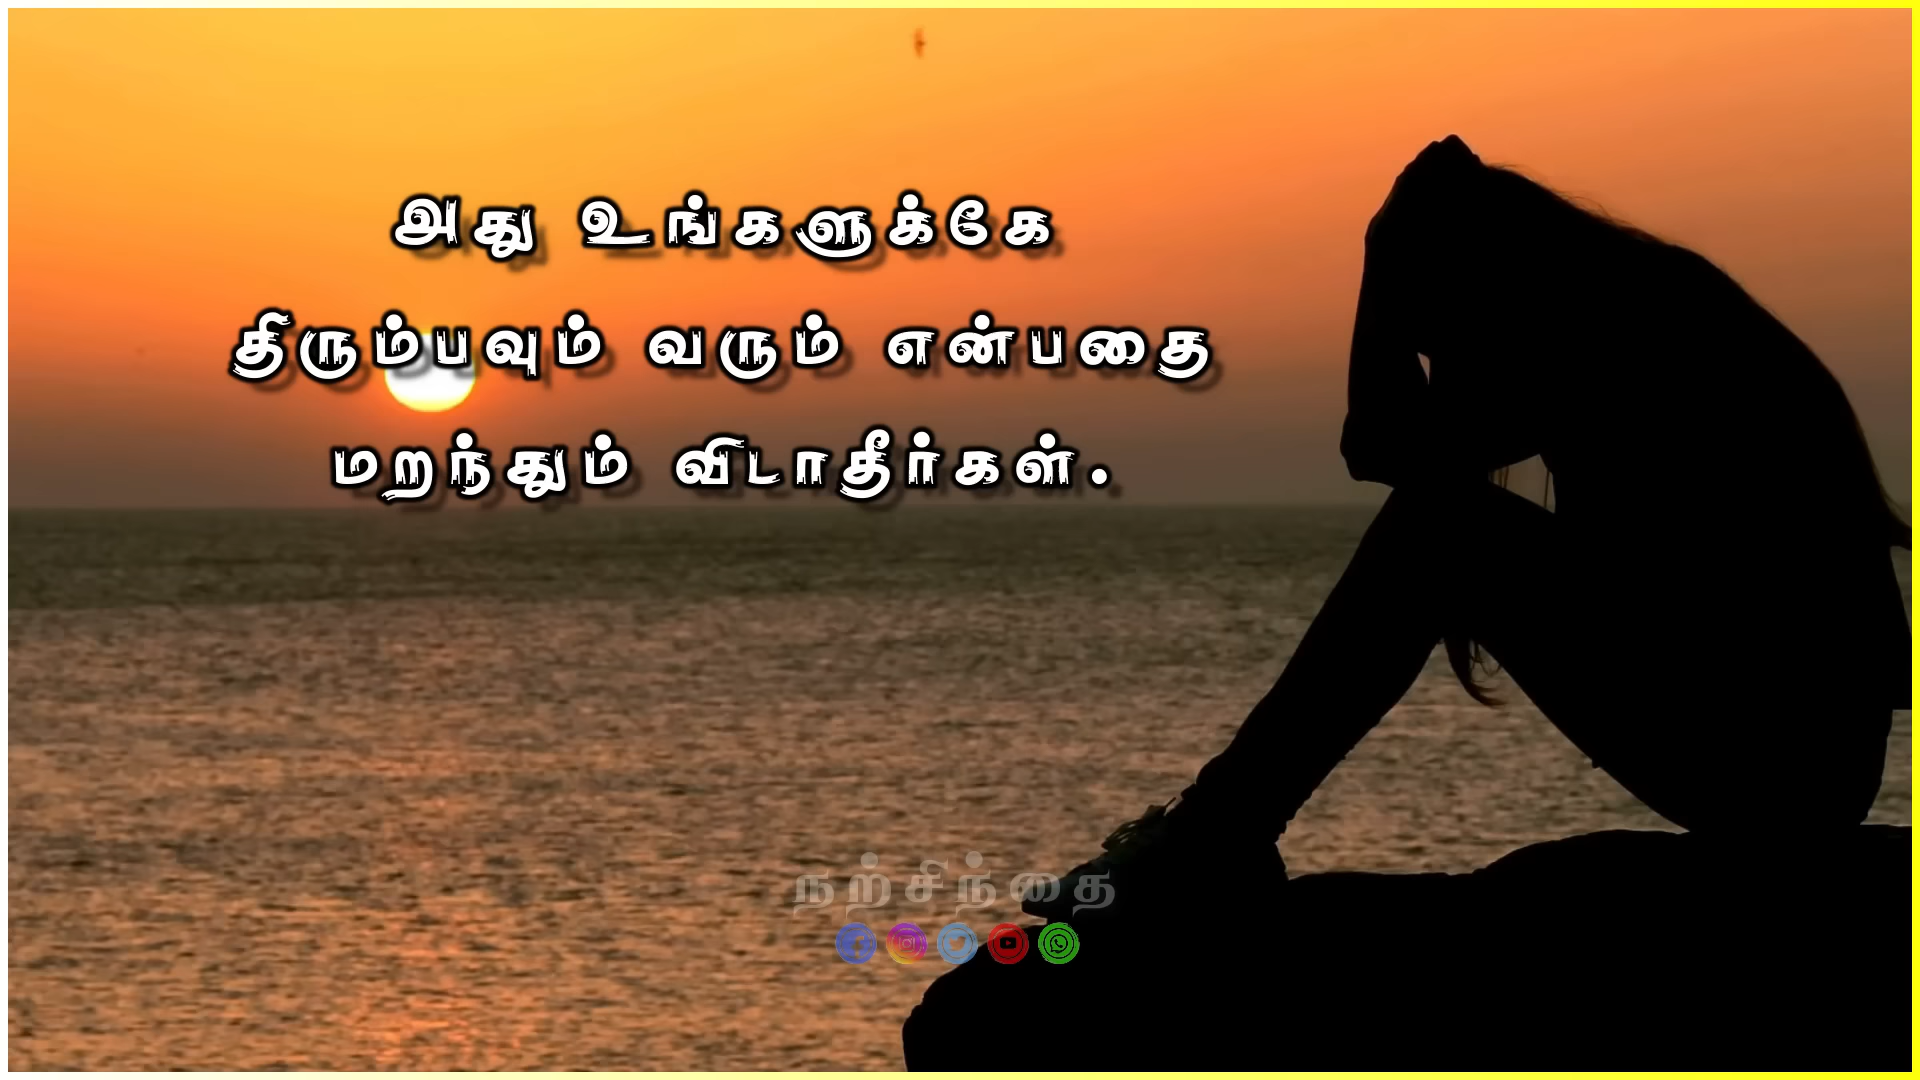 அது உங்களுக்கே
திரும்பவும் வரும் என்பதை
மறந்தும் விடாதீர்கள்.
நற்சிந்தை